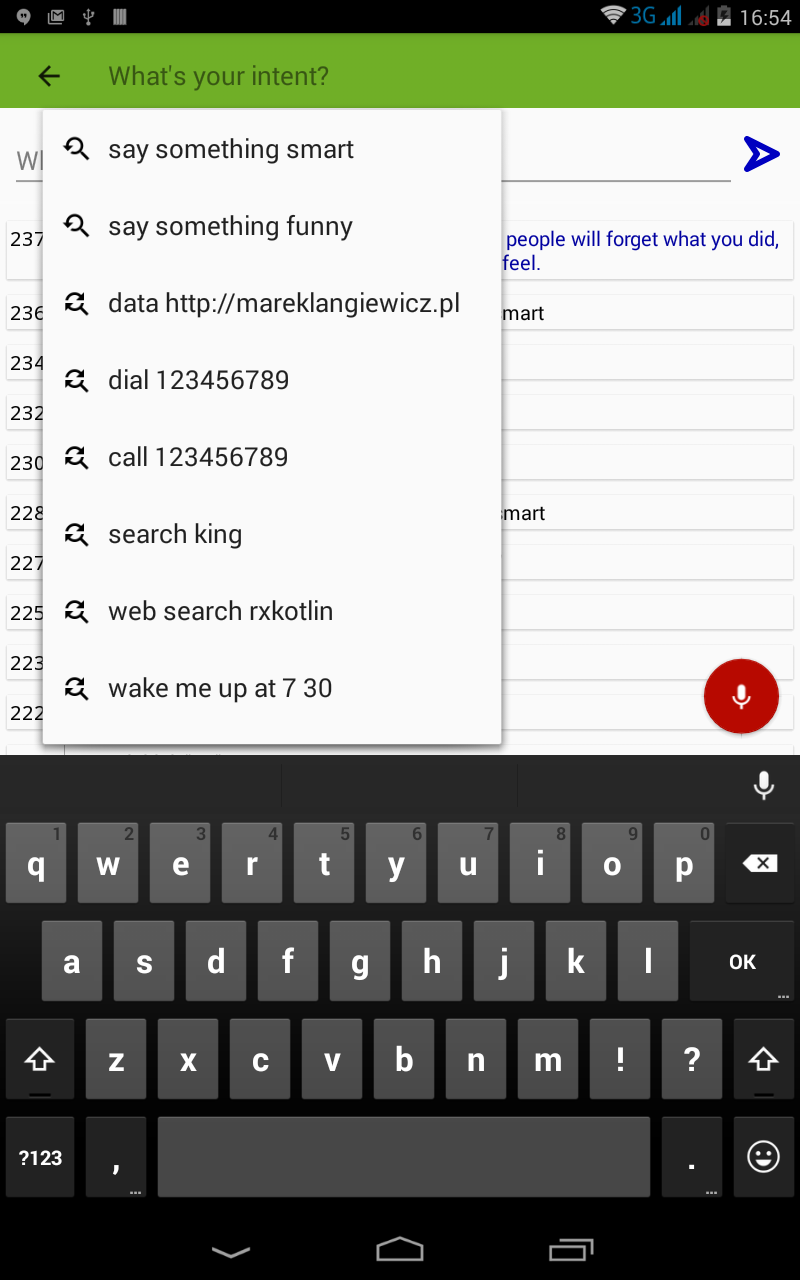 3G 16:54
What's your intent?
say something smart
say something funny
data http://mareklangiewicz.pl
dial 123456789
call 123456789
search king
web search rxkotlin
wake me up at 7 30
237 people will forget what you did,
feel.
236 smart
234
232
230
228 smart
227
225
223
222
q 1 w 2 e 3 r 4 t 5 y 6 u 7 i 8 o 9 p 0
a s d f g h j k l OK ...
z x c v b n m ! ?
?123 , ... . ...